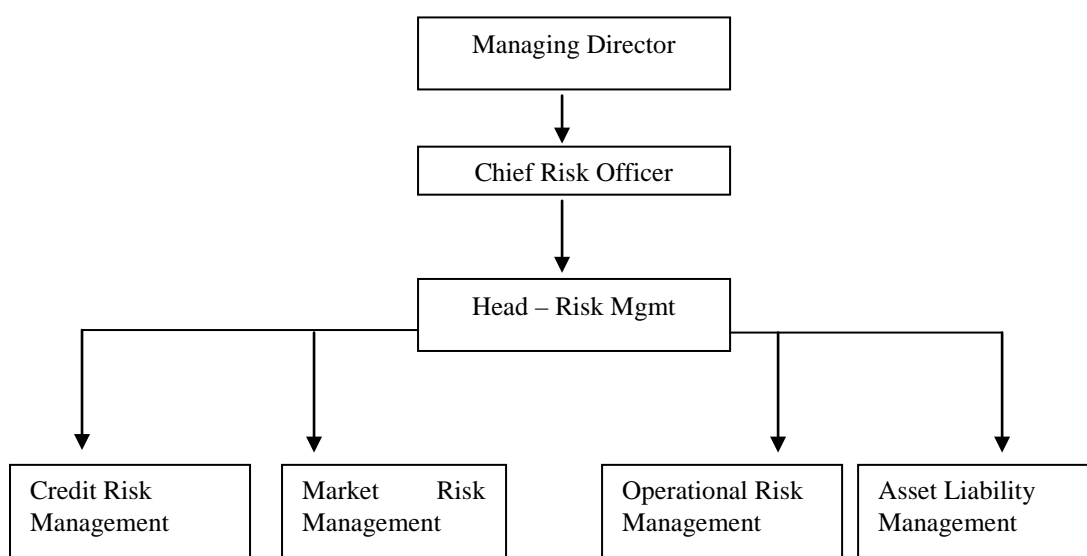 Managing Director
Chief Risk Officer
Head – Risk Mgmt
Credit Risk
Management
Market Risk
Management
Operational Risk
Management
Asset Liability
Management